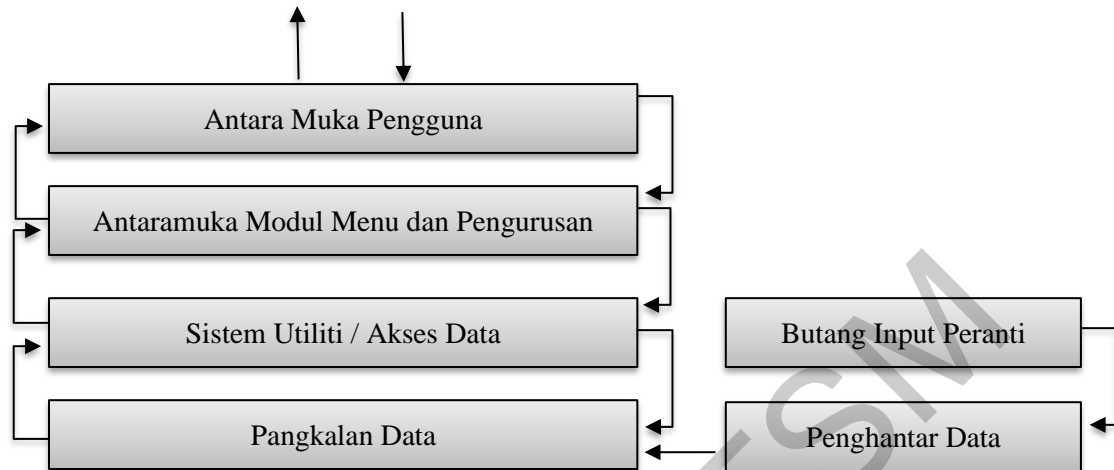 Antara Muka Pengguna
Antaramuka Modul Menu dan Pengurusan
Sistem Utiliti / Akses Data
Butang Input Peranti
Pangkalan Data
Penghantar Data